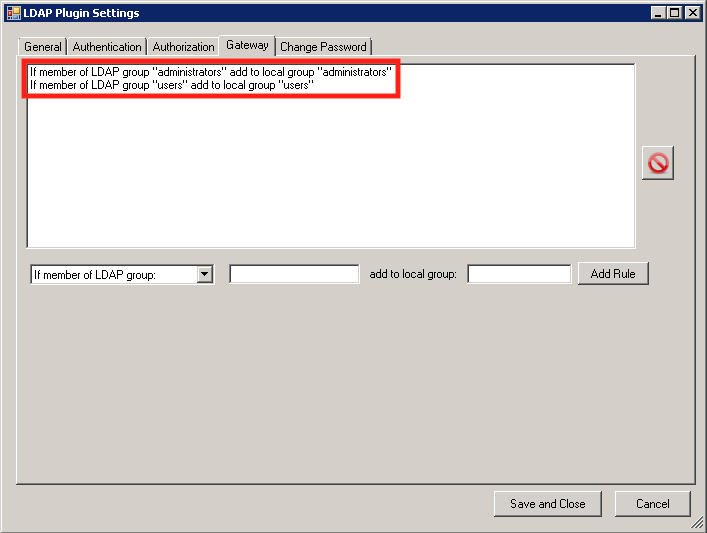 LDAP Plugin Settings
General Authentication Authorization Gateway Change Password
If member of LDAP group "administrators" add to local group "administrators"
If member of LDAP group "users" add to local group "users"
If member of LDAP group: add to local group: Add Rule
Save and Close Cancel